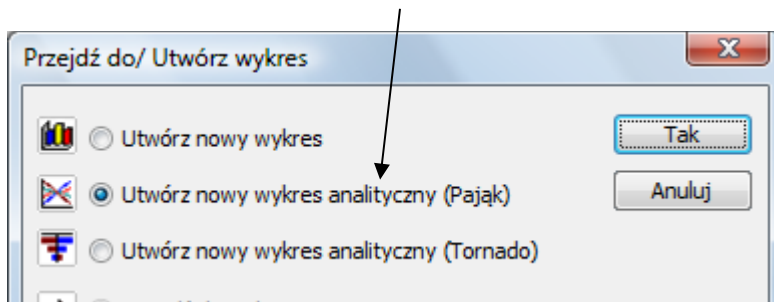 Przejdź do/ Utwórz wykres
Utwórz nowy wykres
Tak
Utwórz nowy wykres analityczny (Pająk)
Anuluj
Utwórz nowy wykres analityczny (Tornado)